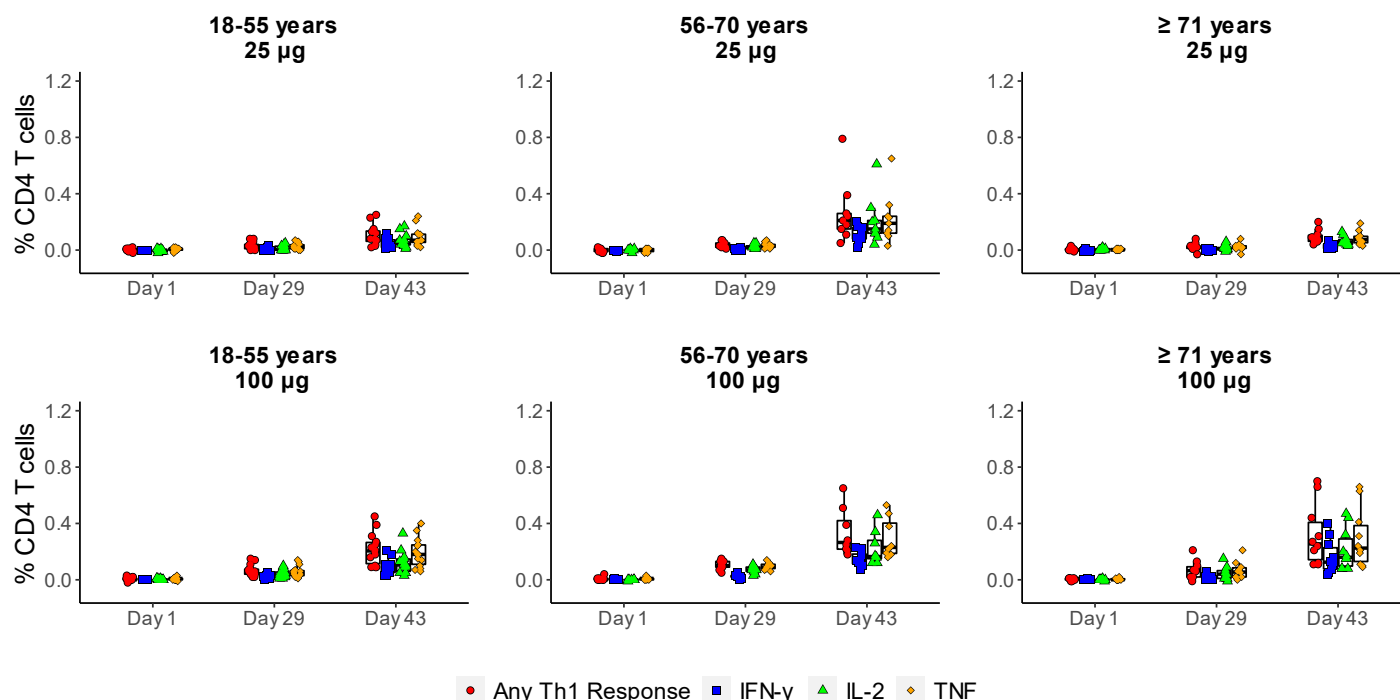 18-55 years
25 µg
56-70 years
25 µg
≥ 71 years
25 µg
% CD4 T cells
1.2
0.8
0.4
0.0
1.2
0.8
0.4
0.0
1.2
0.8
0.4
0.0
Day 1
Day 29
Day 43
Day 1
Day 29
Day 43
Day 1
Day 29
Day 43
18-55 years
100 µg
56-70 years
100 µg
≥ 71 years
100 µg
% CD4 T cells
1.2
0.8
0.4
0.0
1.2
0.8
0.4
0.0
1.2
0.8
0.4
0.0
Day 1
Day 29
Day 43
Day 1
Day 29
Day 43
Day 1
Day 29
Day 43
Any Th1 Response IFN-γ IL-2 TNF